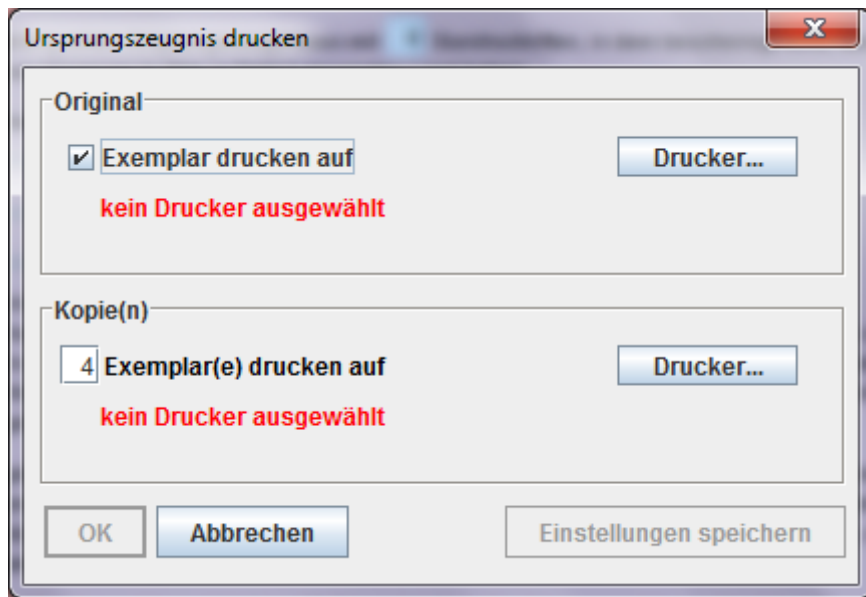 Ursprungszeugnis drucken
Original
Exemplar drucken auf
Drucker...
kein Drucker ausgewählt
Kopie(n)
4 Exemplar(e) drucken auf
Drucker...
kein Drucker ausgewählt
OK
Abbrechen
Einstellungen speichern